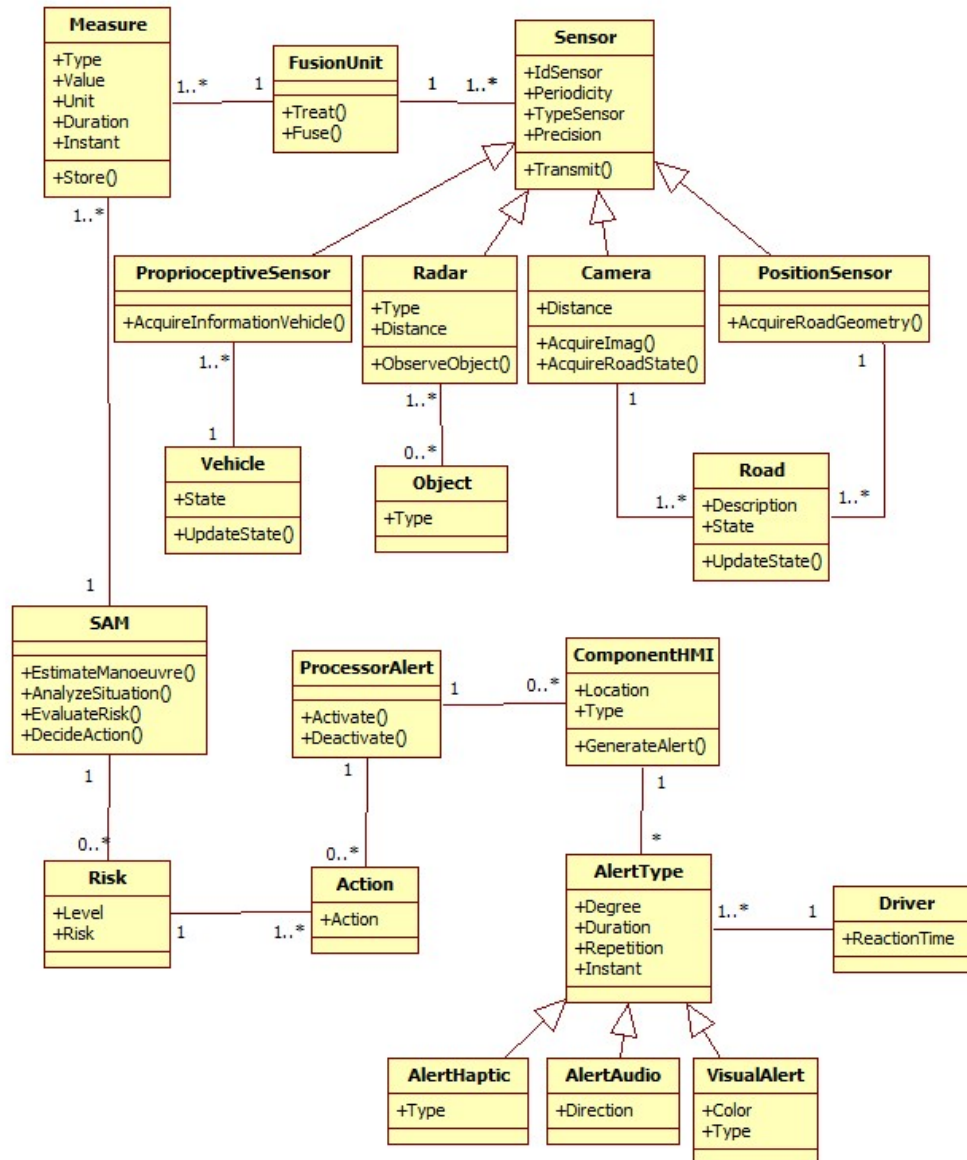 Measure
+Type
+Value
+Unit
+Duration
+Instant
+Store()
1..*
1
FusionUnit
+Treat()
+Fuse()
1
1..*
Sensor
+IdSensor
+Periodicity
+TypeSensor
+Precision
+Transmit()
1..*
ProprioceptiveSensor
+AcquireInformationVehicle()
Radar
+Type
+Distance
+ObserveObject()
Camera
+Distance
+AcquireImag()
+AcquireRoadState()
PositionSensor
+AcquireRoadGeometry()
1..*
1
1..*
0..*
1
1..*
1
1..*
Vehicle
+State
+UpdateState()
Object
+Type
Road
+Description
+State
+UpdateState()
1
SAM
+EstimateManoeuvre()
+AnalyzeSituation()
+EvaluateRisk()
+DecideAction()
1
0..*
ProcessorAlert
+Activate()
+Deactivate()
1
0..*
ComponentHMI
+Location
+Type
+GenerateAlert()
1
0..*
1
*
Risk
+Level
+Risk
1
1..*
Action
+Action
AlertType
+Degree
+Duration
+Repetition
+Instant
1..*
1
Driver
+ReactionTime
AlertHaptic
+Type
AlertAudio
+Direction
VisualAlert
+Color
+Type